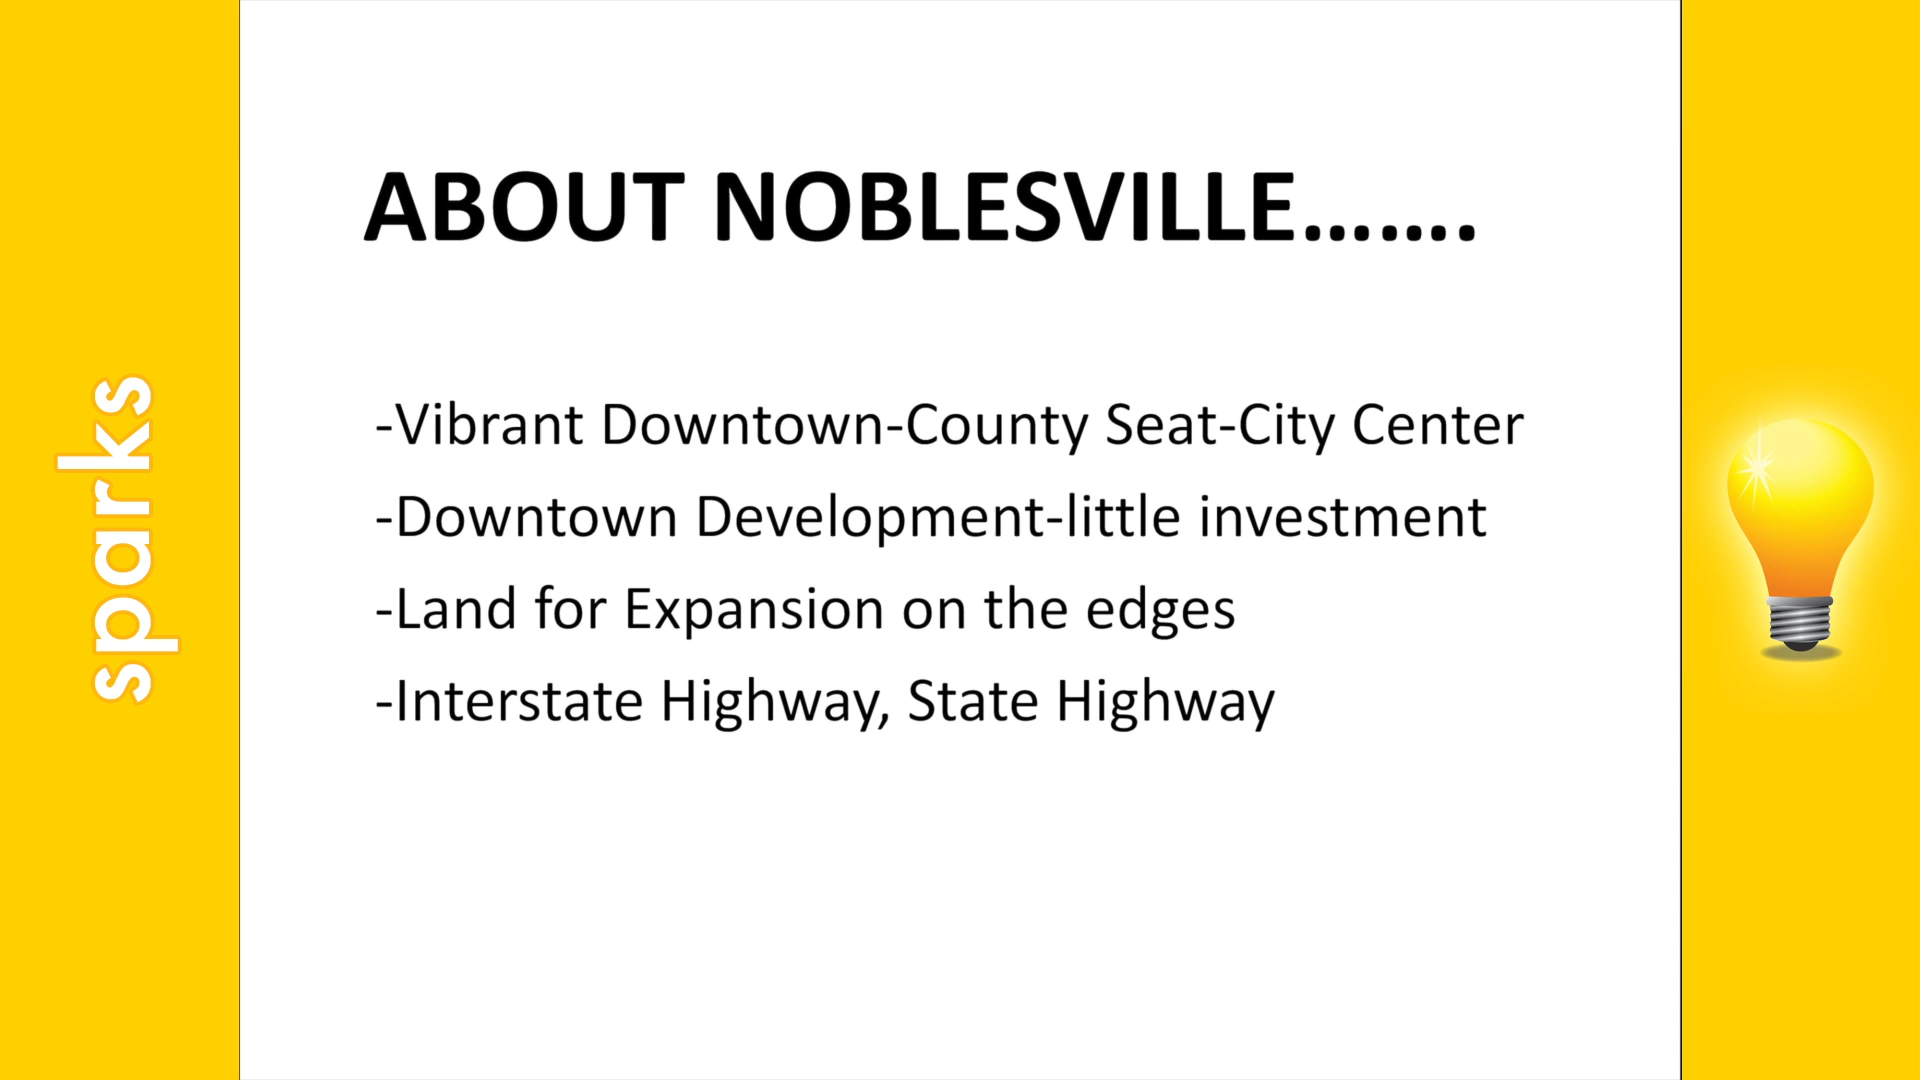 sparks
ABOUT NOBLESVILLE.......
-Vibrant Downtown-County Seat-City Center
-Downtown Development-little investment
-Land for Expansion on the edges
-Interstate Highway, State Highway